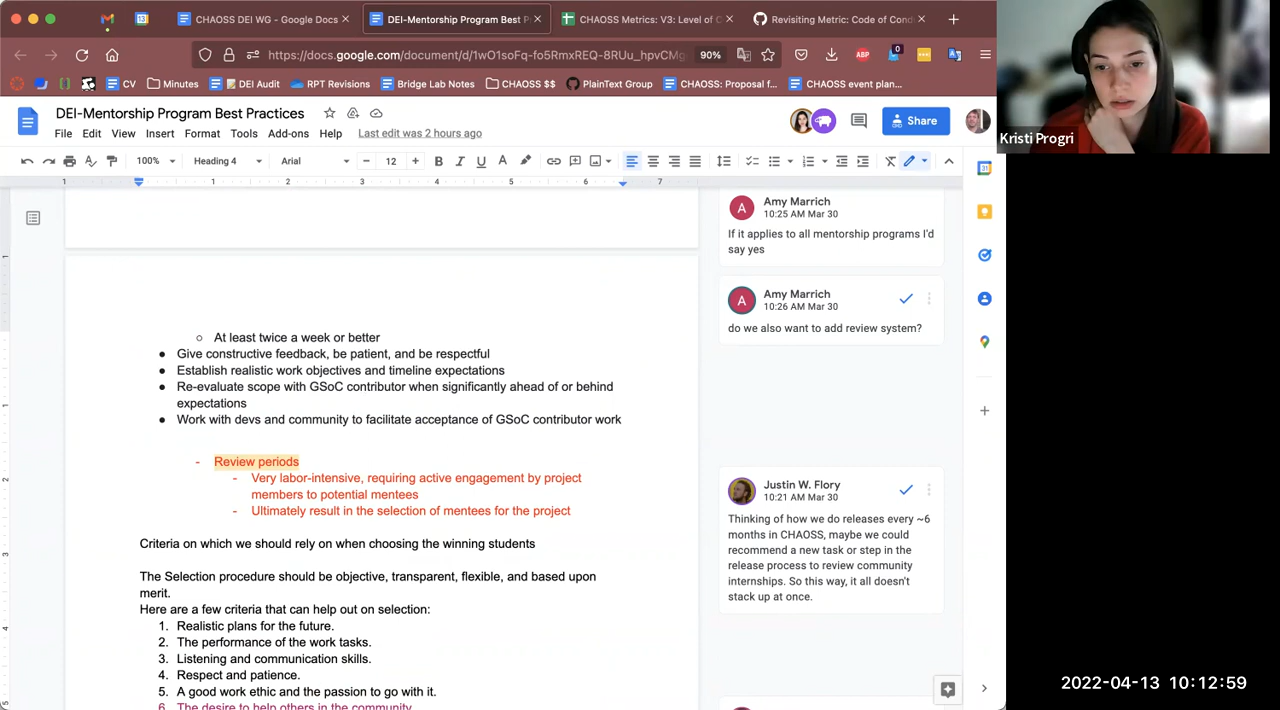 CHAOSS DEI WG - Google Docs
DEI-Mentorship Program Best P
CHAOSS Metrics: V3: Level of C
Revisiting Metric: Code of Cond
https://docs.google.com/document/d/1wO1soFq-fo5RmxREQ-8RUu_hpvCMg
90%
ABP
0
CV
Minutes
DEI Audit
RPT Revisions
Bridge Lab Notes
CHAOSS $$
PlainText Group
CHAOSS: Proposal f...
CHAOSS event plan...
DEI-Mentorship Program Best Practices
File Edit View Insert Format Tools Add-ons Help Last edit was 2 hours ago
Share
100% Heading 4 Arial 12
1 1 2 3 4 5 6 7
Kristi Progri
At least twice a week or better
Give constructive feedback, be patient, and be respectful
Establish realistic work objectives and timeline expectations
Re-evaluate scope with GSoC contributor when significantly ahead of or behind
expectations
Work with devs and community to facilitate acceptance of GSoC contributor work
- Review periods
- Very labor-intensive, requiring active engagement by project
members to potential mentees
- Ultimately result in the selection of mentees for the project
Criteria on which we should rely on when choosing the winning students
The Selection procedure should be objective, transparent, flexible, and based upon
merit.
Here are a few criteria that can help out on selection:
1. Realistic plans for the future.
2. The performance of the work tasks.
3. Listening and communication skills.
4. Respect and patience.
5. A good work ethic and the passion to go with it.
6. The desire to help others in the community.
A
Amy Marrich
10:25 AM Mar 30
If it applies to all mentorship programs I'd
say yes
A
Amy Marrich
10:26 AM Mar 30
do we also want to add review system?
Justin W. Flory
10:21 AM Mar 30
Thinking of how we do releases every ~6
months in CHAOSS, maybe we could
recommend a new task or step in the
release process to review community
internships. So this way, it all doesn't
stack up at once.
2022-04-13 10:12:59